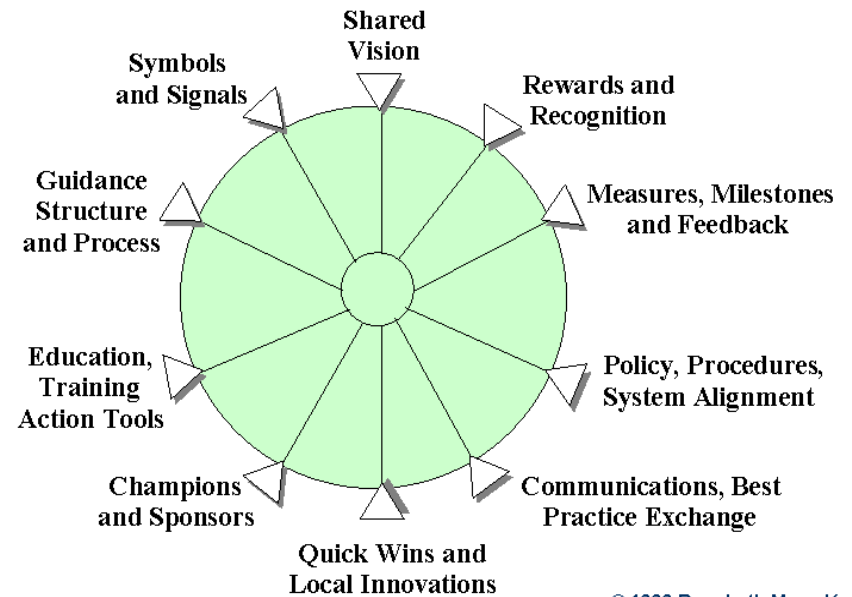 Shared
Vision
Rewards and
Recognition
Measures, Milestones
and Feedback
Policy, Procedures,
System Alignment
Communications, Best
Practice Exchange
Quick Wins and
Local Innovations
Champions
and Sponsors
Education,
Training
Action Tools
Guidance
Structure
and Process
Symbols
and Signals